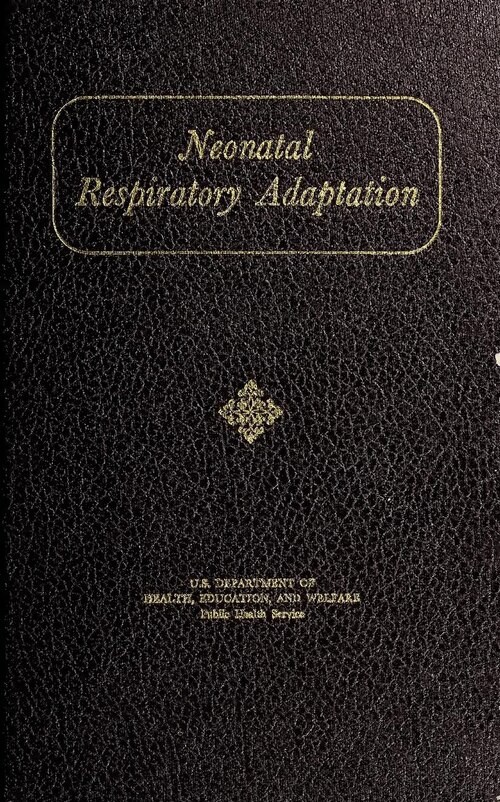 Neonatal
Respiratory Adaptation
U.S. DEPARTMENT OF
HEALTH, EDUCATION, AND WELFARE
Public Health Service